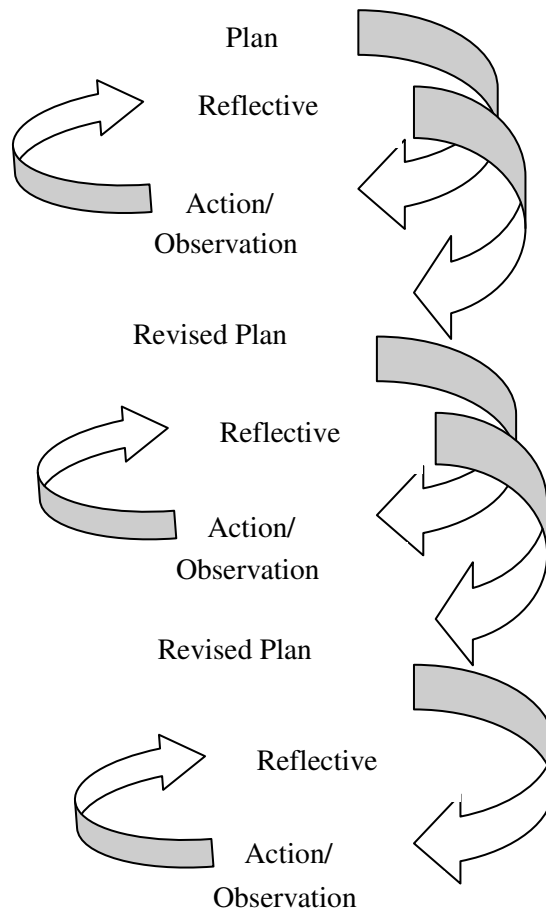 Plan
Reflective
Action/
Observation
Revised Plan
Reflective
Action/
Observation
Revised Plan
Reflective
Action/
Observation